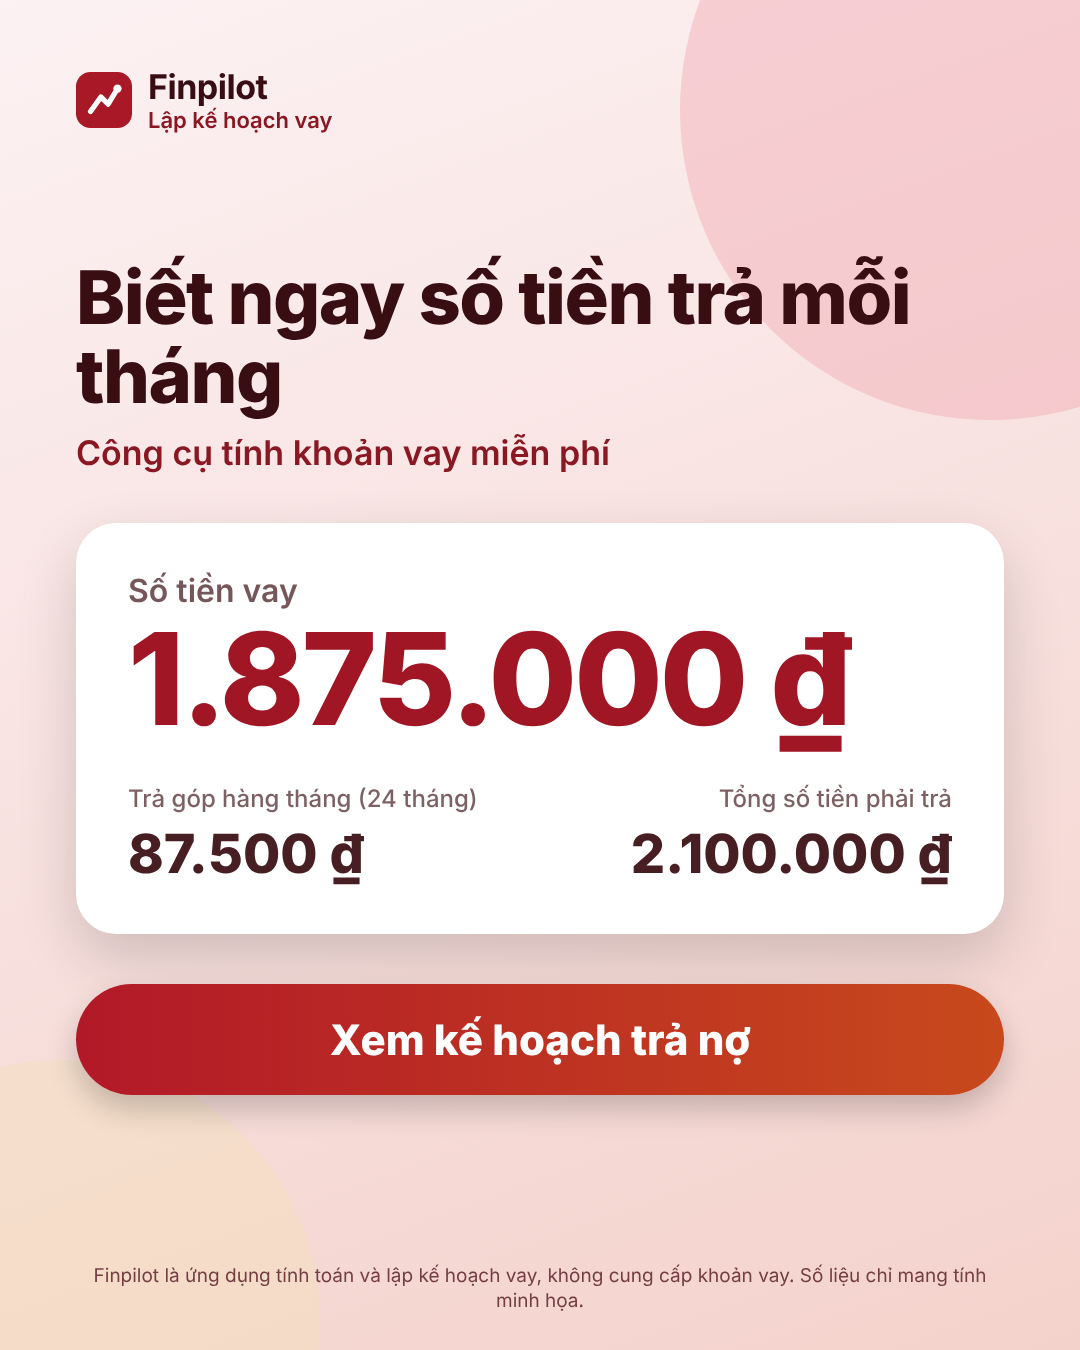 Finpilot
Lập kế hoạch vay
Biết ngay số tiền trả mỗi
tháng
Công cụ tính khoản vay miễn phí
Số tiền vay
1.875.000 ₫
Trả góp hàng tháng (24 tháng)
87.500 ₫
Tổng số tiền phải trả
2.100.000 ₫
Xem kế hoạch trả nợ
Finpilot là ứng dụng tính toán và lập kế hoạch vay, không cung cấp khoản vay. Số liệu chỉ mang tính
minh họa.